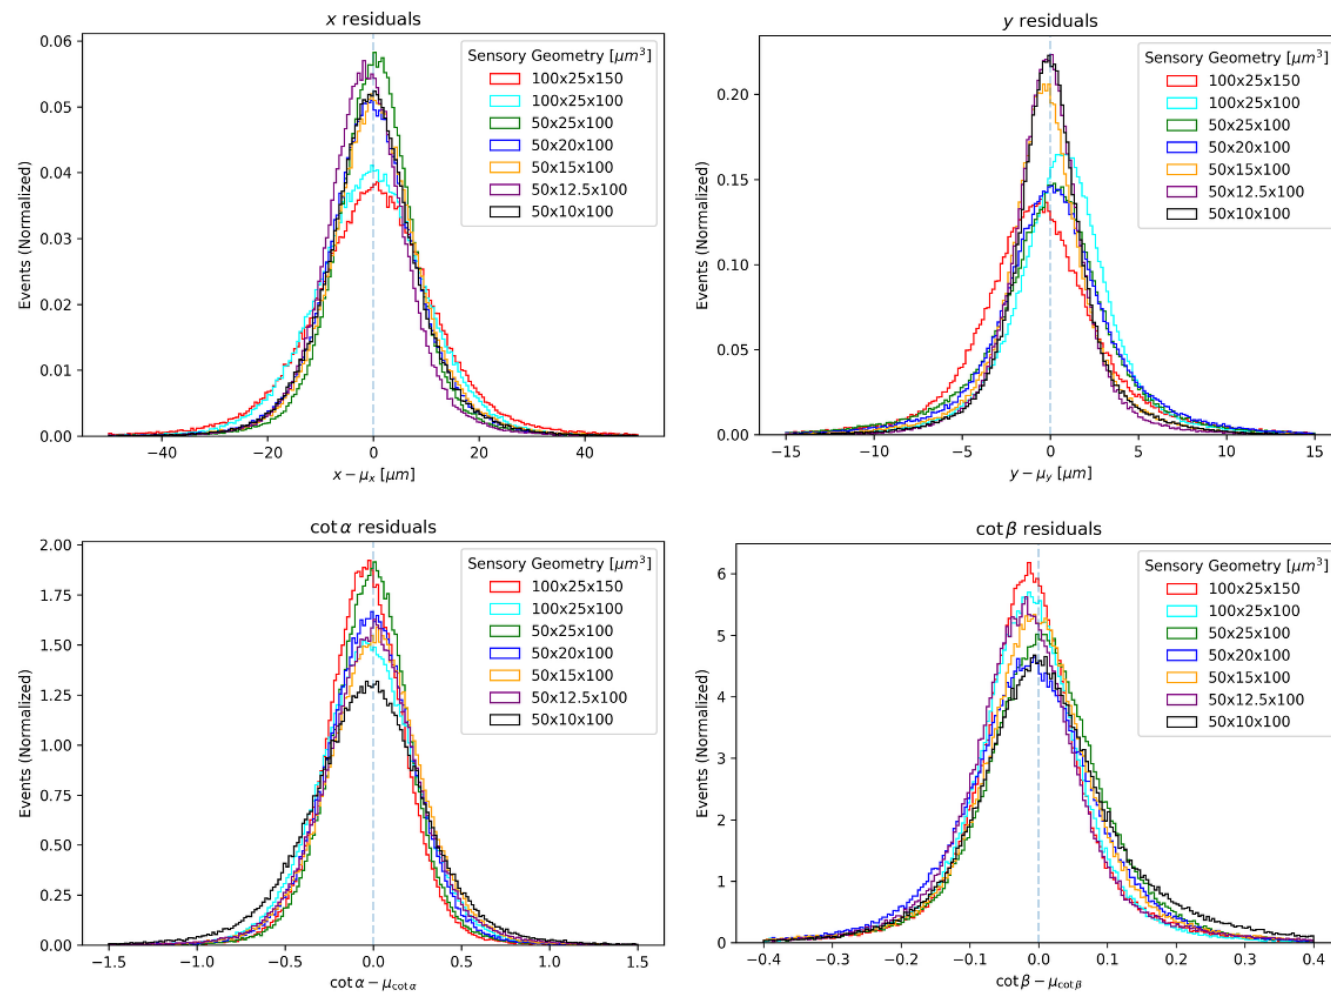 x residuals
0.06
0.05
0.04
0.03
0.02
0.01
0.00
Events (Normalized)
Sensory Geometry [μm³]
100x25x150
100x25x100
50x25x100
50x20x100
50x15x100
50x12.5x100
50x10x100
−40 −20 0 20 40
x − μx [μm]
y residuals
0.20
0.15
0.10
0.05
0.00
Events (Normalized)
Sensory Geometry [μm³]
100x25x150
100x25x100
50x25x100
50x20x100
50x15x100
50x12.5x100
50x10x100
−15 −10 −5 0 5 10 15
y − μy [μm]
cot α residuals
2.00
1.75
1.50
1.25
1.00
0.75
0.50
0.25
0.00
Events (Normalized)
Sensory Geometry [μm³]
100x25x150
100x25x100
50x25x100
50x20x100
50x15x100
50x12.5x100
50x10x100
−1.5 −1.0 −0.5 0.0 0.5 1.0 1.5
cot α − μcot α
cot β residuals
6
5
4
3
2
1
0
Events (Normalized)
Sensory Geometry [μm³]
100x25x150
100x25x100
50x25x100
50x20x100
50x15x100
50x12.5x100
50x10x100
−0.4 −0.3 −0.2 −0.1 0.0 0.1 0.2 0.3 0.4
cot β − μcot β